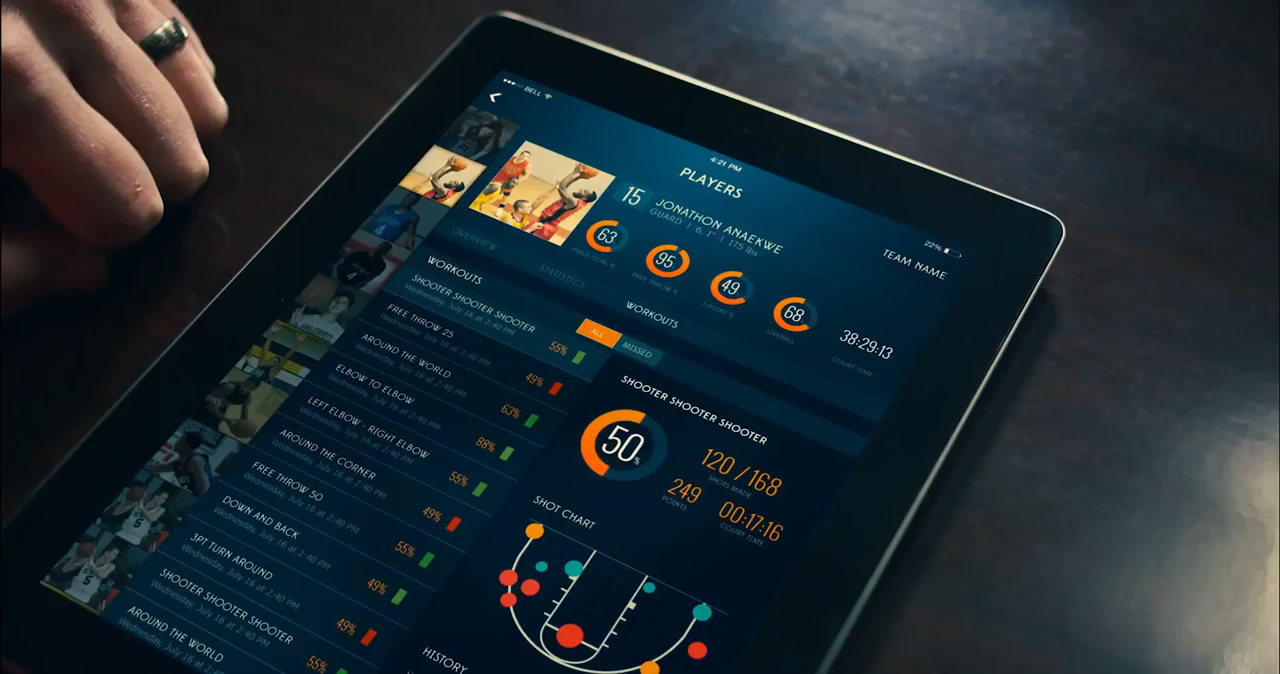 BELL
4:21 PM
22%
PLAYERS
TEAM NAME
15
JONATHON ANAEKWE
GUARD | 6, 1" | 175 lbs
63
95
49
68
38:29:13
FIELD GOAL %
FREE THROW %
3-POINT %
OVERALL
COURT TIME
OVERVIEW
STATISTICS
WORKOUTS
WORKOUTS
ALL
MISSED
SHOOTER SHOOTER SHOOTER
Wednesday, July 16 at 2:40 PM
55%
FREE THROW 25
Wednesday, July 16 at 2:40 PM
49%
AROUND THE WORLD
Wednesday, July 16 at 2:40 PM
63%
ELBOW TO ELBOW
Wednesday, July 16 at 2:40 PM
88%
LEFT ELBOW - RIGHT ELBOW
Wednesday, July 16 at 2:40 PM
55%
AROUND THE CORNER
Wednesday, July 16 at 2:40 PM
49%
FREE THROW 50
Wednesday, July 16 at 2:40 PM
55%
DOWN AND BACK
Wednesday, July 16 at 2:40 PM
49%
3PT TURN AROUND
Wednesday, July 16 at 2:40 PM
49%
SHOOTER SHOOTER SHOOTER
Wednesday, July 16 at 2:40 PM
55%
AROUND THE WORLD
Wednesday, July 16 at 2:40 PM
SHOOTER SHOOTER SHOOTER
50%
120 / 168
SHOTS MADE
249
POINTS
00:17:16
COURT TIME
SHOT CHART
HISTORY